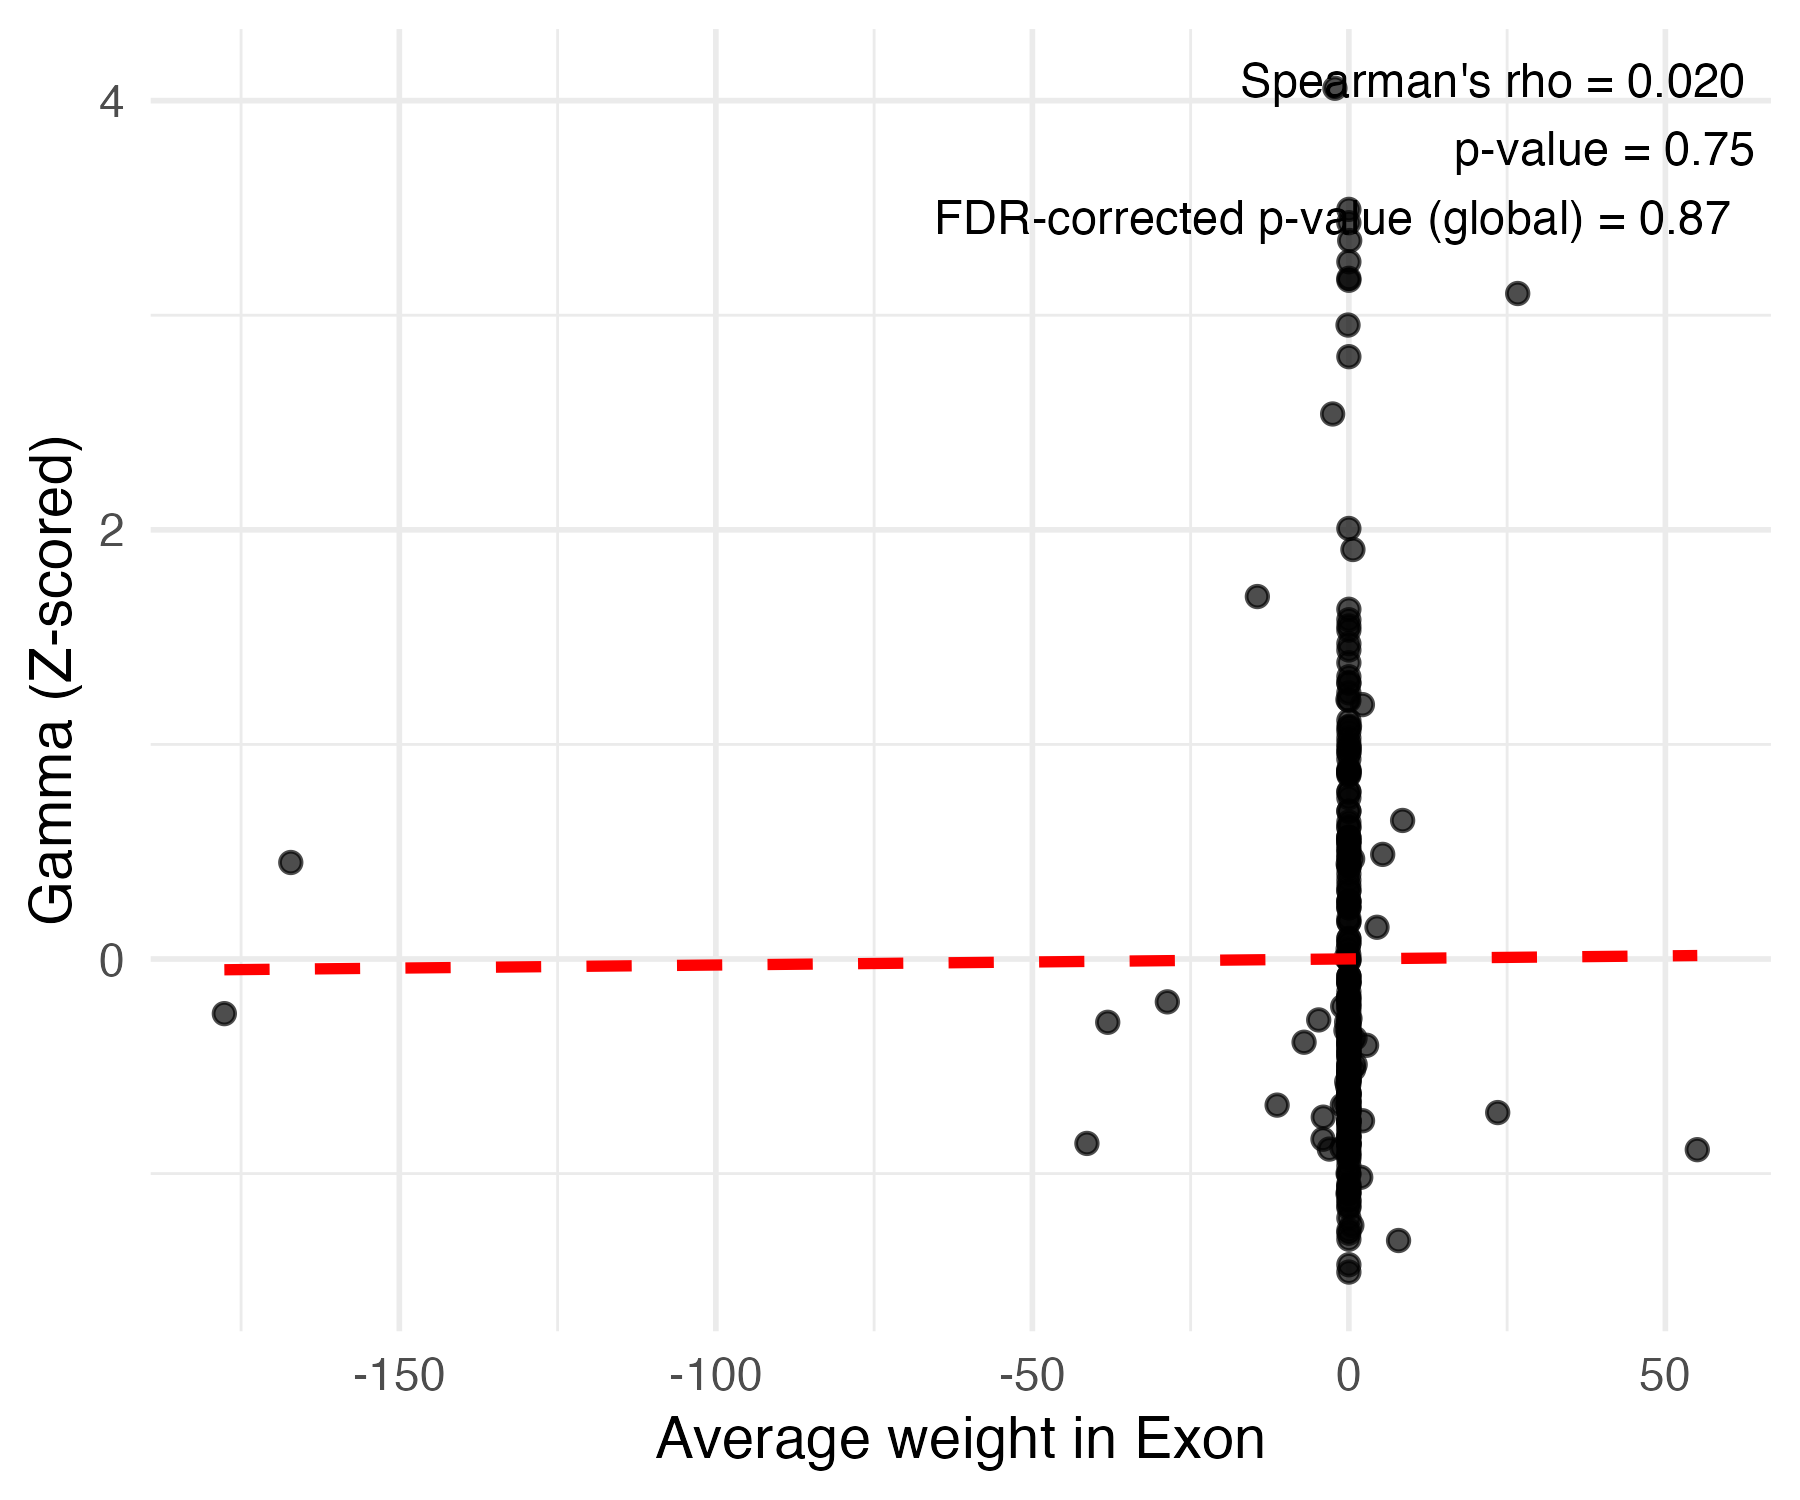 Spearman's rho = 0.020
p-value = 0.75
FDR-corrected p-value (global) = 0.87
4
2
0
Gamma (Z-scored)
-150 -100 -50 0 50
Average weight in Exon